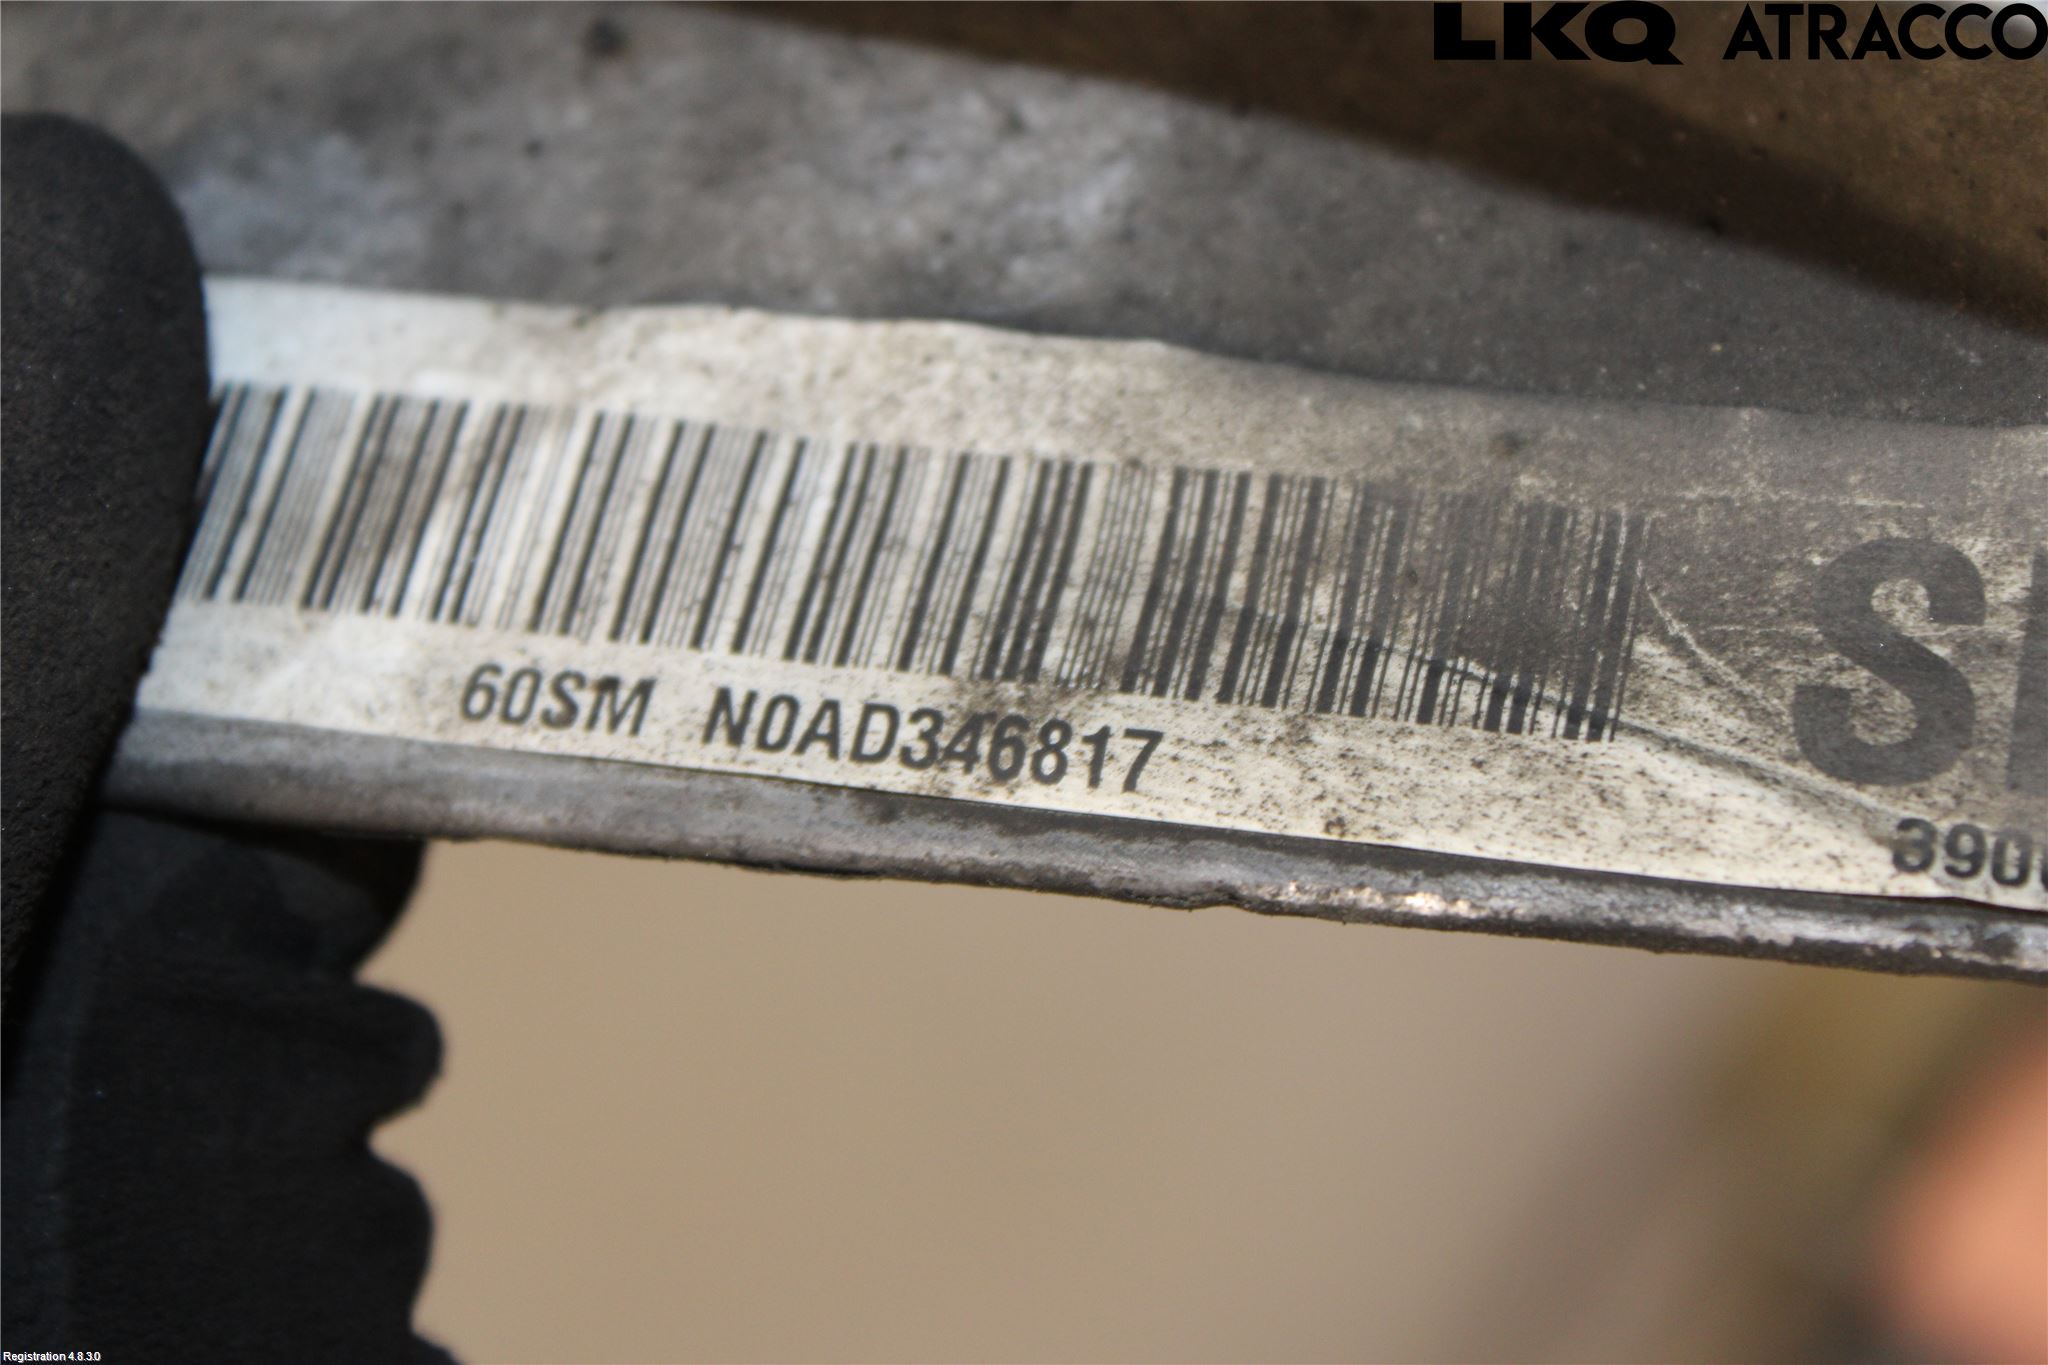 LKQ ATRACCO
60SM N0AD346817
Registration 4.8.3.0